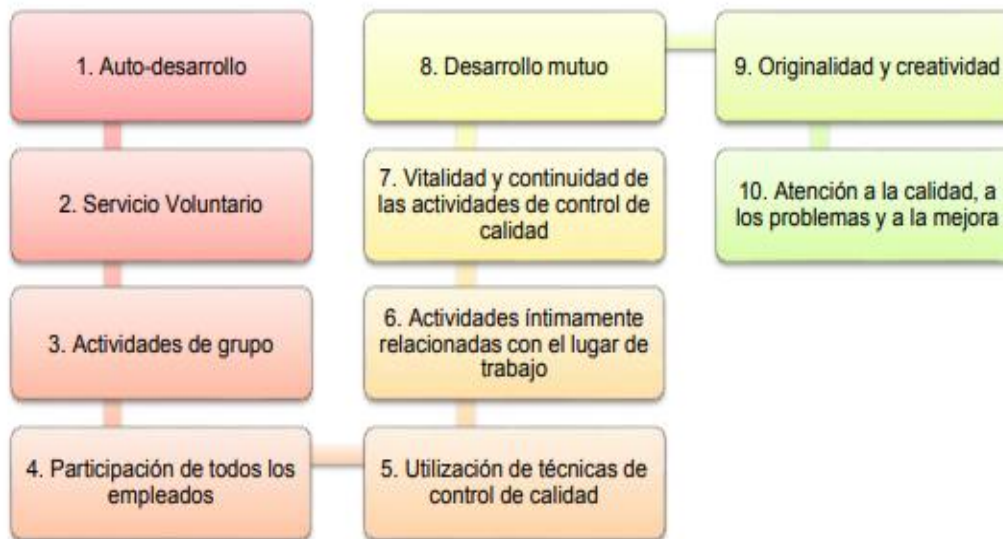 1. Auto-desarrollo
2. Servicio Voluntario
3. Actividades de grupo
4. Participación de todos los
empleados
5. Utilización de técnicas de
control de calidad
6. Actividades íntimamente
relacionadas con el lugar de
trabajo
7. Vitalidad y continuidad de
las actividades de control de
calidad
8. Desarrollo mutuo
9. Originalidad y creatividad
10. Atención a la calidad, a
los problemas y a la mejora